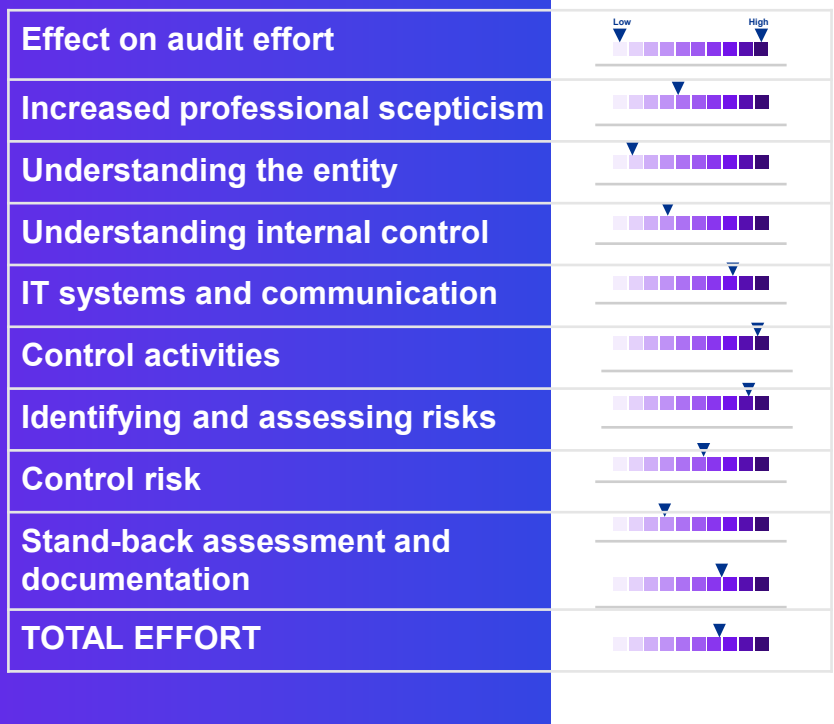 Effect on audit effort
Low High
Increased professional scepticism
Understanding the entity
Understanding internal control
IT systems and communication
Control activities
Identifying and assessing risks
Control risk
Stand-back assessment and
documentation
TOTAL EFFORT